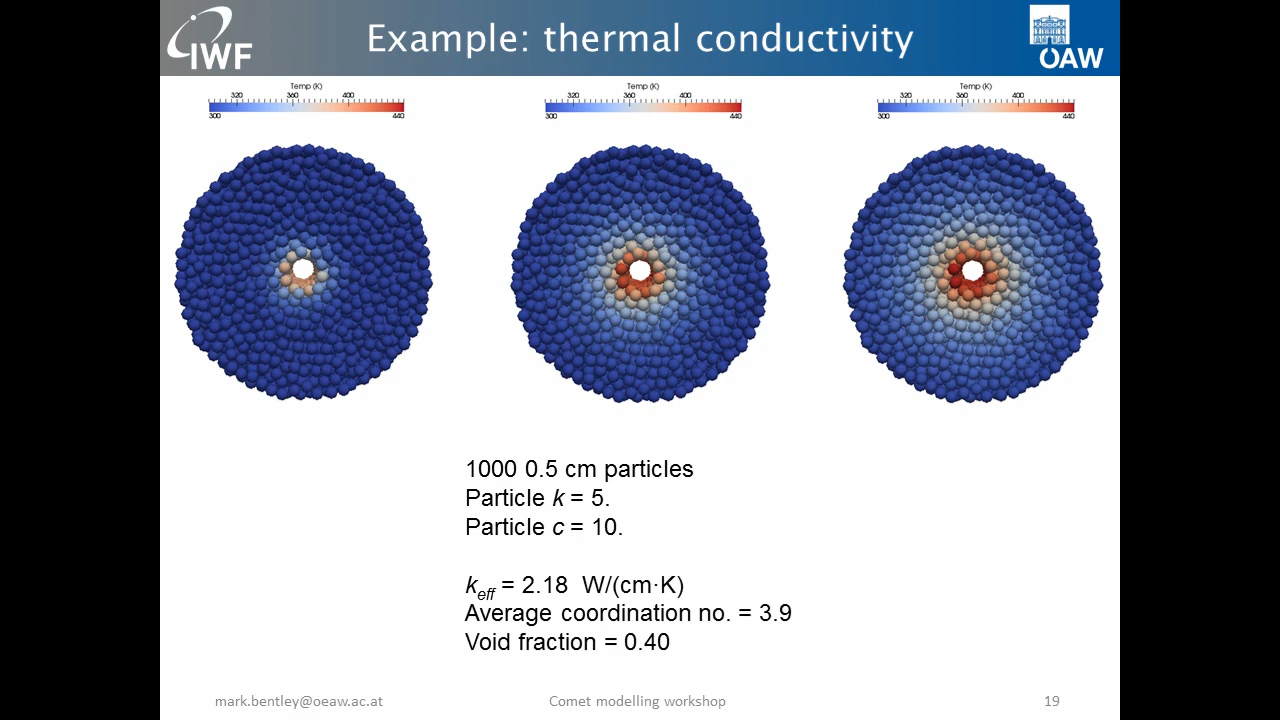 IWF
Example: thermal conductivity
ÖAW
Temp (K)
320 360 400
300 440
Temp (K)
320 360 400
300 440
Temp (K)
320 360 400
300 440
1000 0.5 cm particles
Particle k = 5.
Particle c = 10.
keff = 2.18 W/(cm·K)
Average coordination no. = 3.9
Void fraction = 0.40
mark.bentley@oeaw.ac.at
Comet modelling workshop
19